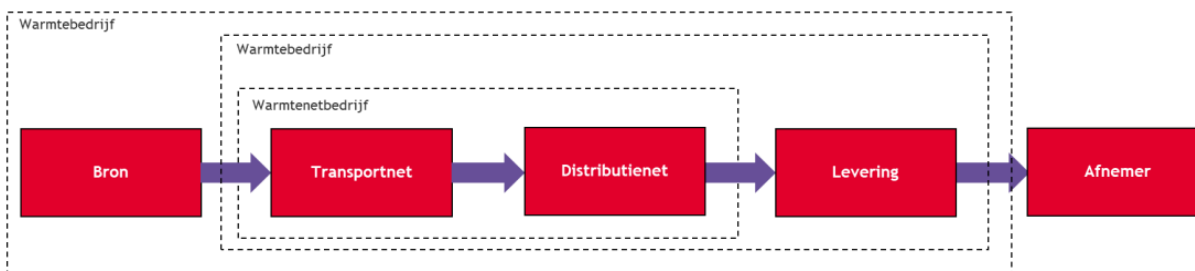 Warmtebedrijf
Warmtebedrijf
Warmtenetbedrijf
Bron
Transportnet
Distributienet
Levering
Afnemer